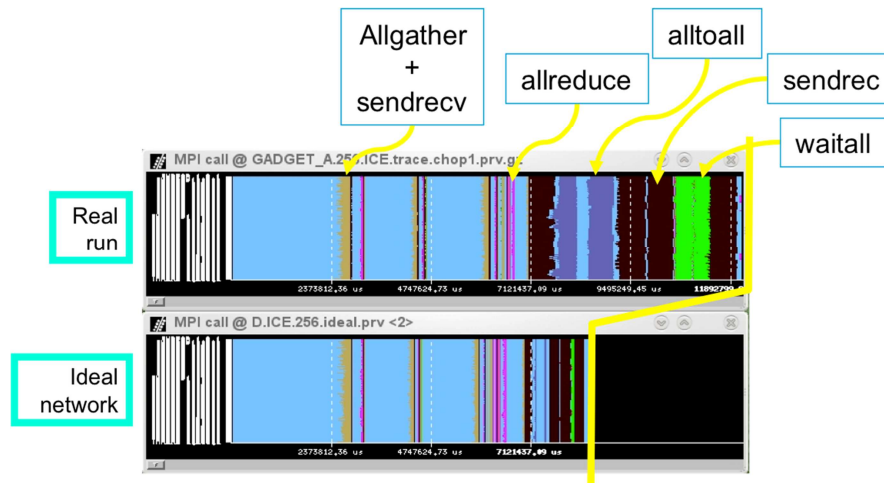 Allgather
+
sendrecv
allreduce
alltoall
sendrec
waitall
MPI call @ GADGET_A.256.ICE.trace.chop1.prv.gz
Real
run
2373812,36 us 4747624,73 us 7121437,09 us 9495249,45 us
MPI call @ D.ICE.256.ideal.prv <2>
Ideal
network
2373812,36 us 4747624,73 us 7121437,09 us